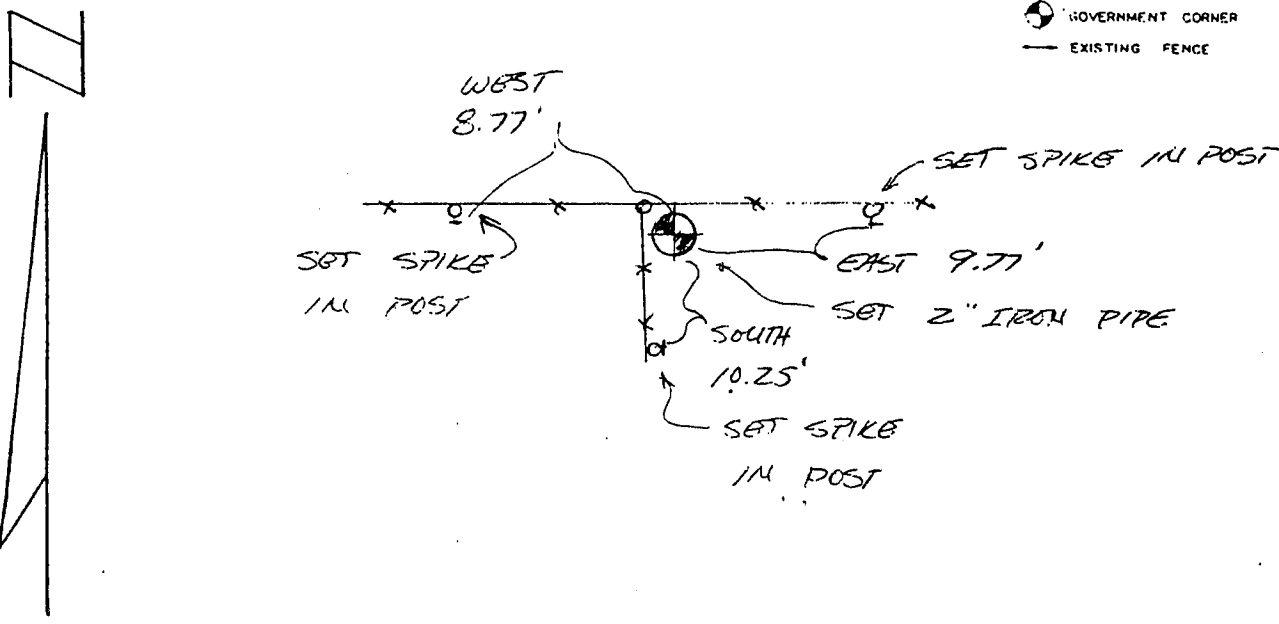 N
GOVERNMENT CORNER
EXISTING FENCE
WEST
8.77'
SET SPIKE IN POST
SET SPIKE
IN POST
EAST 9.77'
SET 2" IRON PIPE
SOUTH
10.25'
SET SPIKE
IN POST